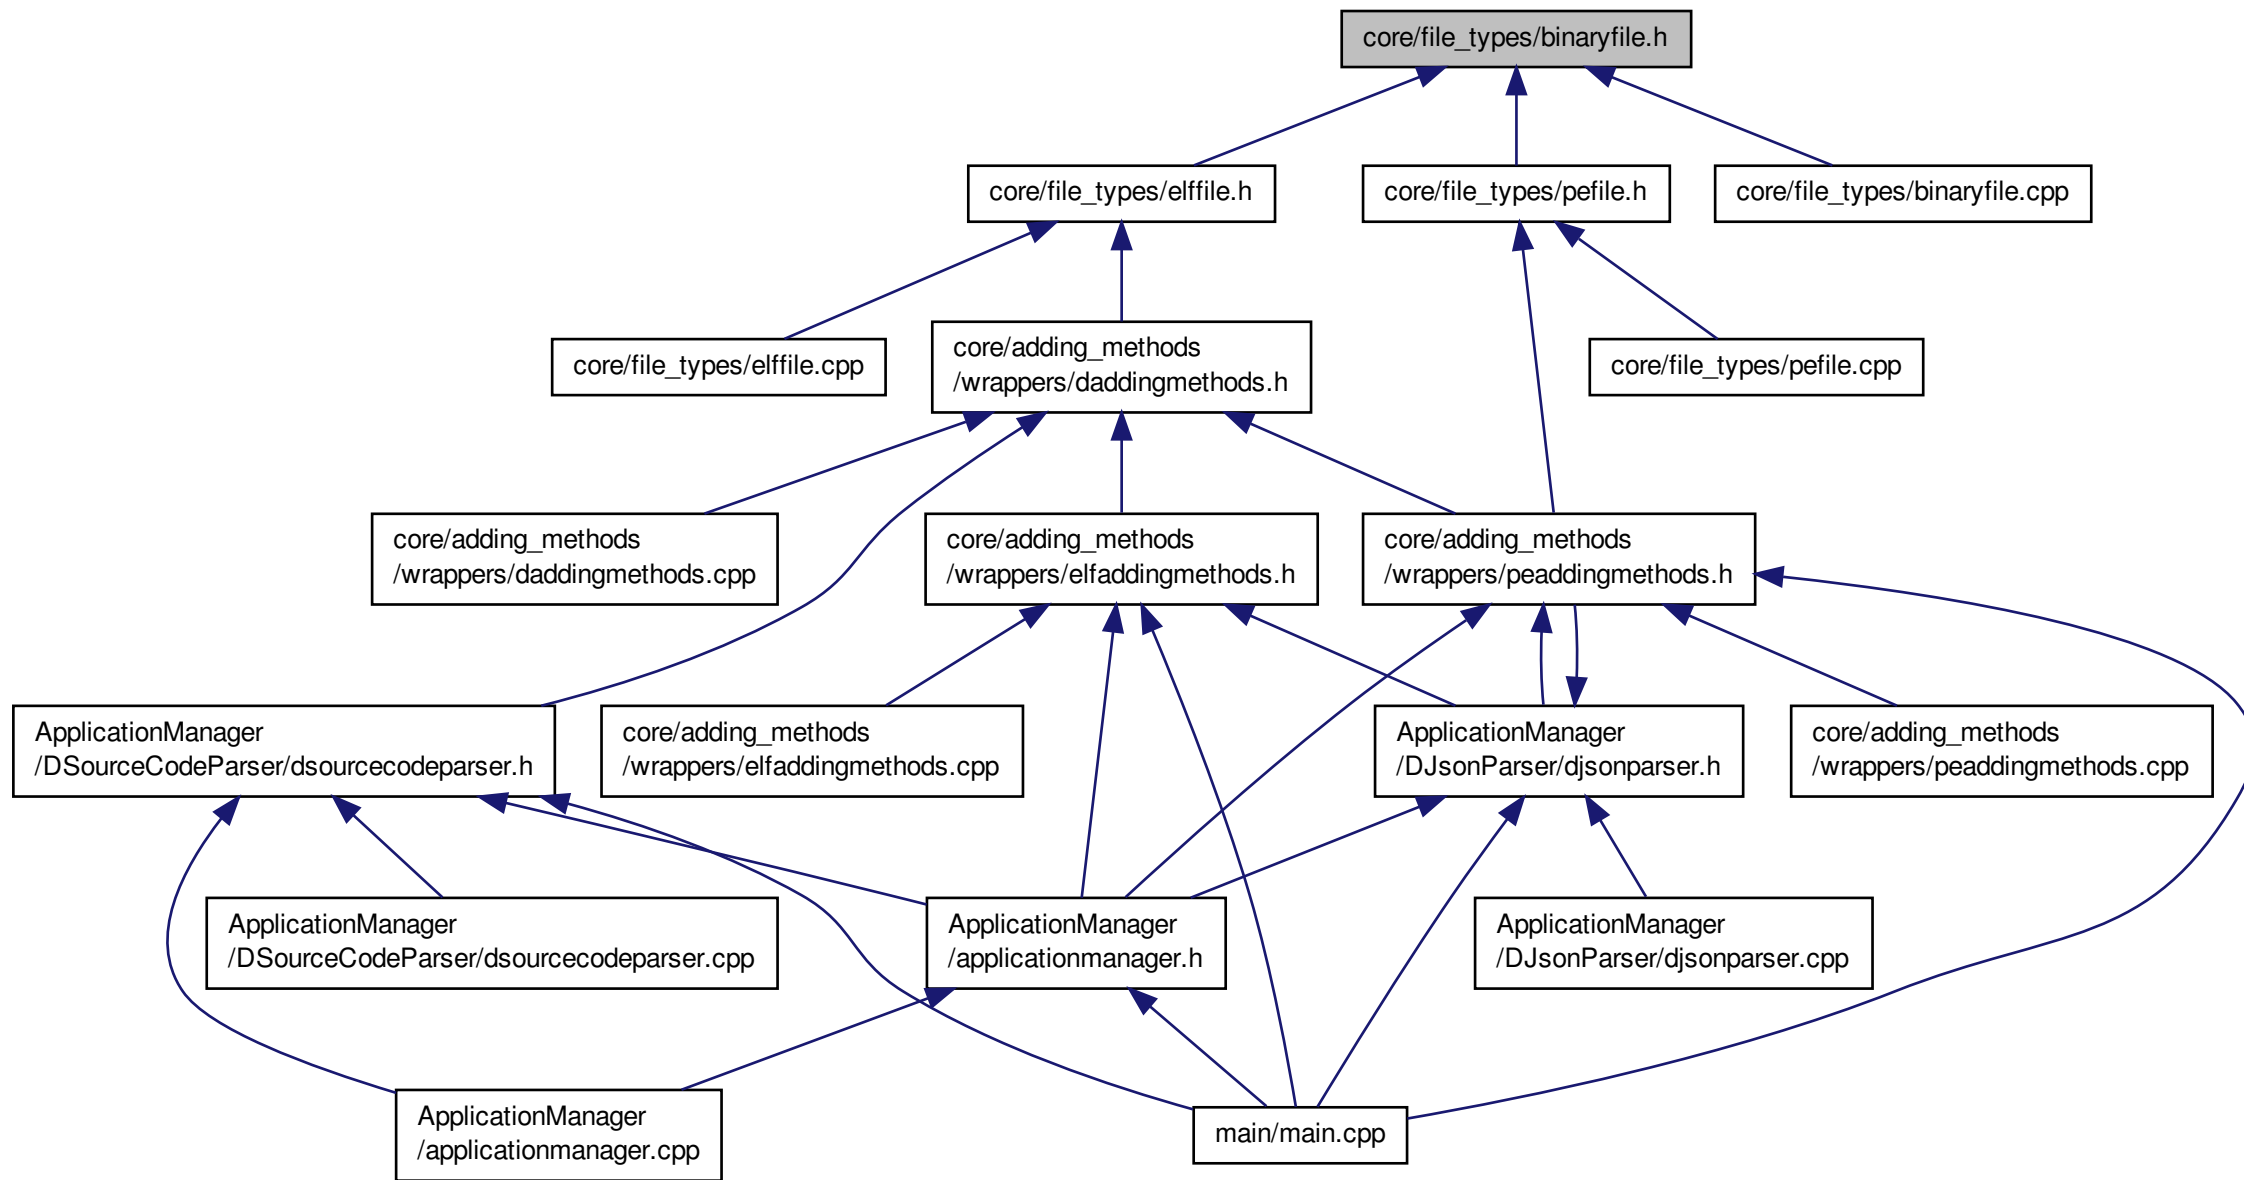 core/file_types/binaryfile.h
core/file_types/elffile.h
core/file_types/pefile.h
core/file_types/binaryfile.cpp
core/file_types/elffile.cpp
core/adding_methods
/wrappers/daddingmethods.h
core/file_types/pefile.cpp
core/adding_methods
/wrappers/daddingmethods.cpp
core/adding_methods
/wrappers/elfaddingmethods.h
core/adding_methods
/wrappers/peaddingmethods.h
ApplicationManager
/DSourceCodeParser/dsourcecodeparser.h
core/adding_methods
/wrappers/elfaddingmethods.cpp
ApplicationManager
/DJsonParser/djsonparser.h
core/adding_methods
/wrappers/peaddingmethods.cpp
ApplicationManager
/DSourceCodeParser/dsourcecodeparser.cpp
ApplicationManager
/applicationmanager.h
ApplicationManager
/DJsonParser/djsonparser.cpp
ApplicationManager
/applicationmanager.cpp
main/main.cpp